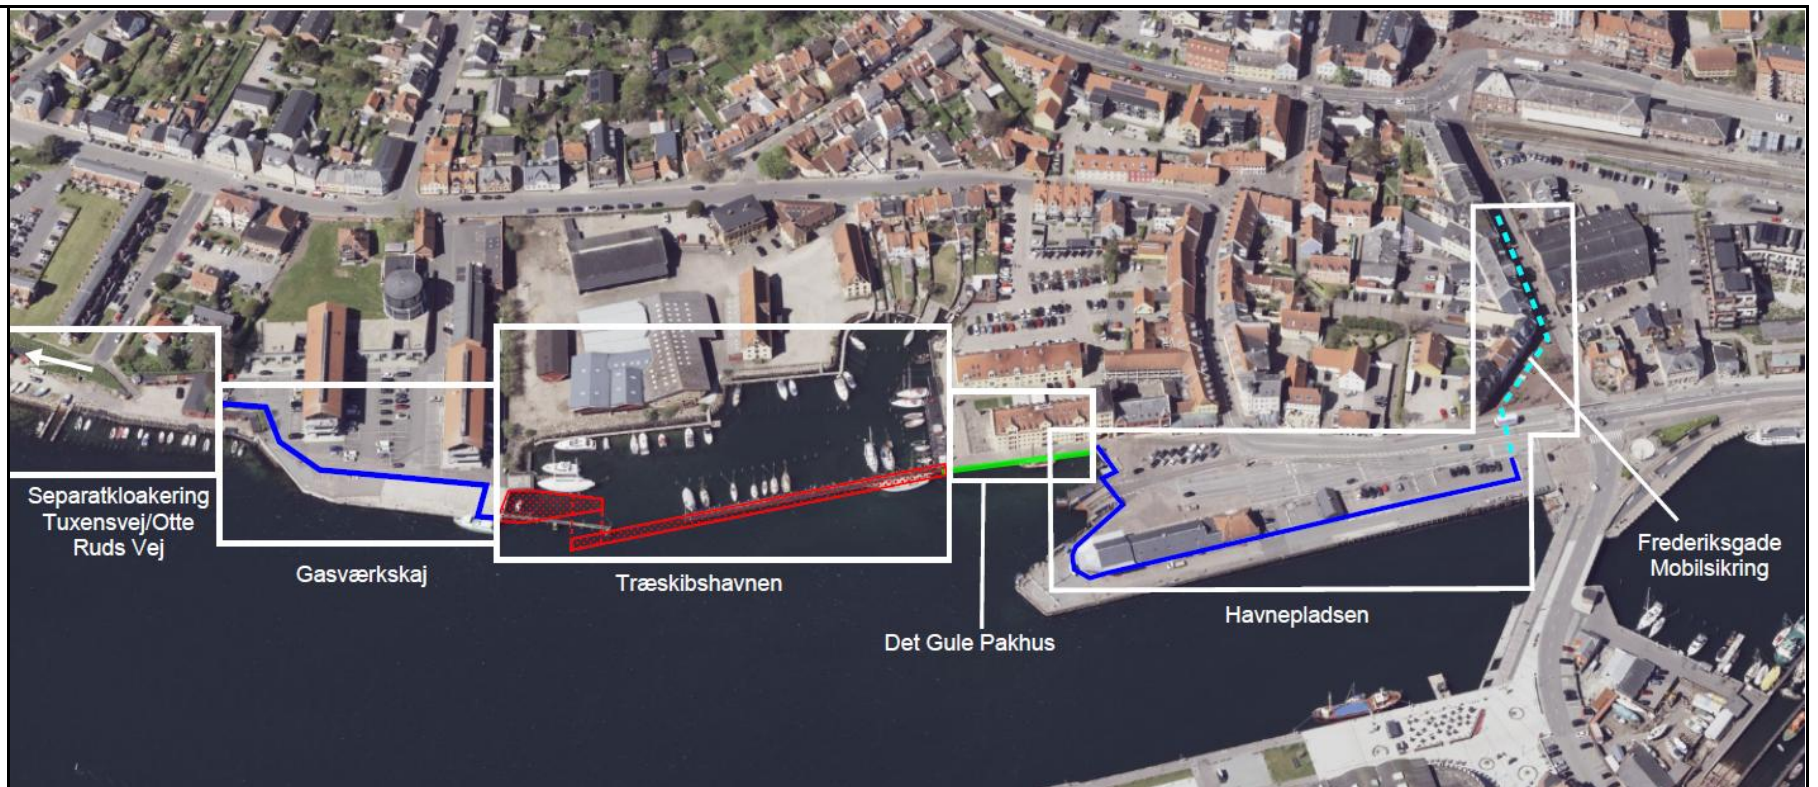 Separatkloakering
Tuxensvej/Otte
Ruds Vej
Gasværkskaj
Træskibshavnen
Det Gule Pakhus
Havnepladsen
Frederiksgade
Mobilsikring